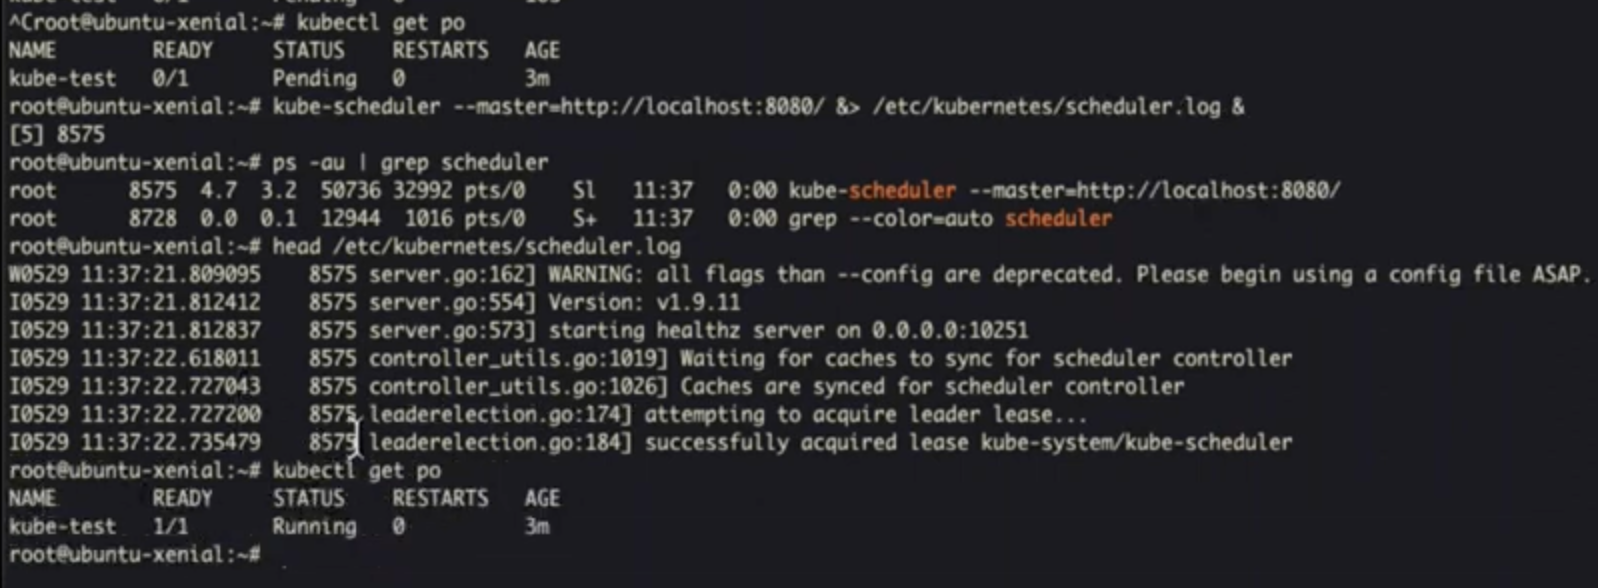 ^Croot@ubuntu-xenial:~# kubectl get po
NAME READY STATUS RESTARTS AGE
kube-test 0/1 Pending 0 3m
root@ubuntu-xenial:~# kube-scheduler --master=http://localhost:8080/ &> /etc/kubernetes/scheduler.log &
[5] 8575
root@ubuntu-xenial:~# ps -au | grep scheduler
root 8575 4.7 3.2 50736 32992 pts/0 Sl 11:37 0:00 kube-scheduler --master=http://localhost:8080/
root 8728 0.0 0.1 12944 1016 pts/0 S+ 11:37 0:00 grep --color=auto scheduler
root@ubuntu-xenial:~# head /etc/kubernetes/scheduler.log
W0529 11:37:21.809095 8575 server.go:162] WARNING: all flags than --config are deprecated. Please begin using a config file ASAP.
I0529 11:37:21.812412 8575 server.go:554] Version: v1.9.11
I0529 11:37:21.812837 8575 server.go:573] starting healthz server on 0.0.0.0:10251
I0529 11:37:22.618011 8575 controller_utils.go:1019] Waiting for caches to sync for scheduler controller
I0529 11:37:22.727043 8575 controller_utils.go:1026] Caches are synced for scheduler controller
I0529 11:37:22.727200 8575 leaderelection.go:174] attempting to acquire leader lease...
I0529 11:37:22.735479 8575 leaderelection.go:184] successfully acquired lease kube-system/kube-scheduler
root@ubuntu-xenial:~# kubectl get po
NAME READY STATUS RESTARTS AGE
kube-test 1/1 Running 0 3m
root@ubuntu-xenial:~#